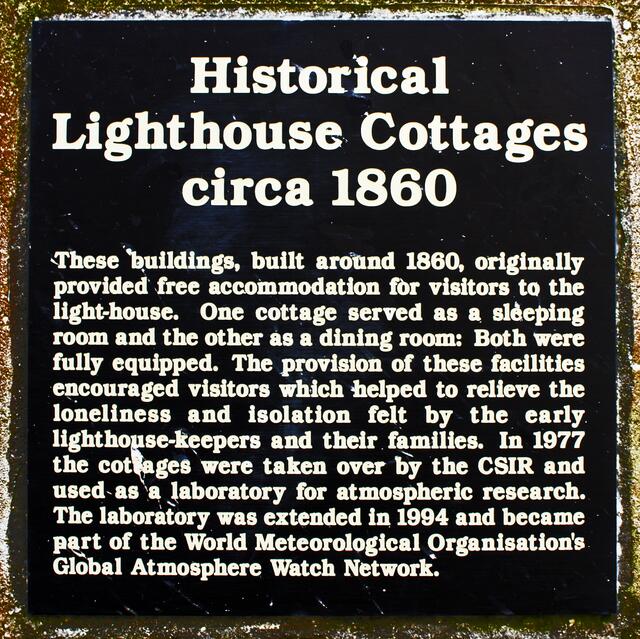 Historical
Lighthouse Cottages
circa 1860
These buildings, built around 1860, originally
provided free accommodation for visitors to the
light-house. One cottage served as a sleeping
room and the other as a dining room: Both were
fully equipped. The provision of these facilities
encouraged visitors which helped to relieve the
loneliness and isolation felt by the early
lighthouse-keepers and their families. In 1977
the cottages were taken over by the CSIR and
used as a laboratory for atmospheric research.
The laboratory was extended in 1994 and became
part of the World Meteorological Organisation's
Global Atmosphere Watch Network.